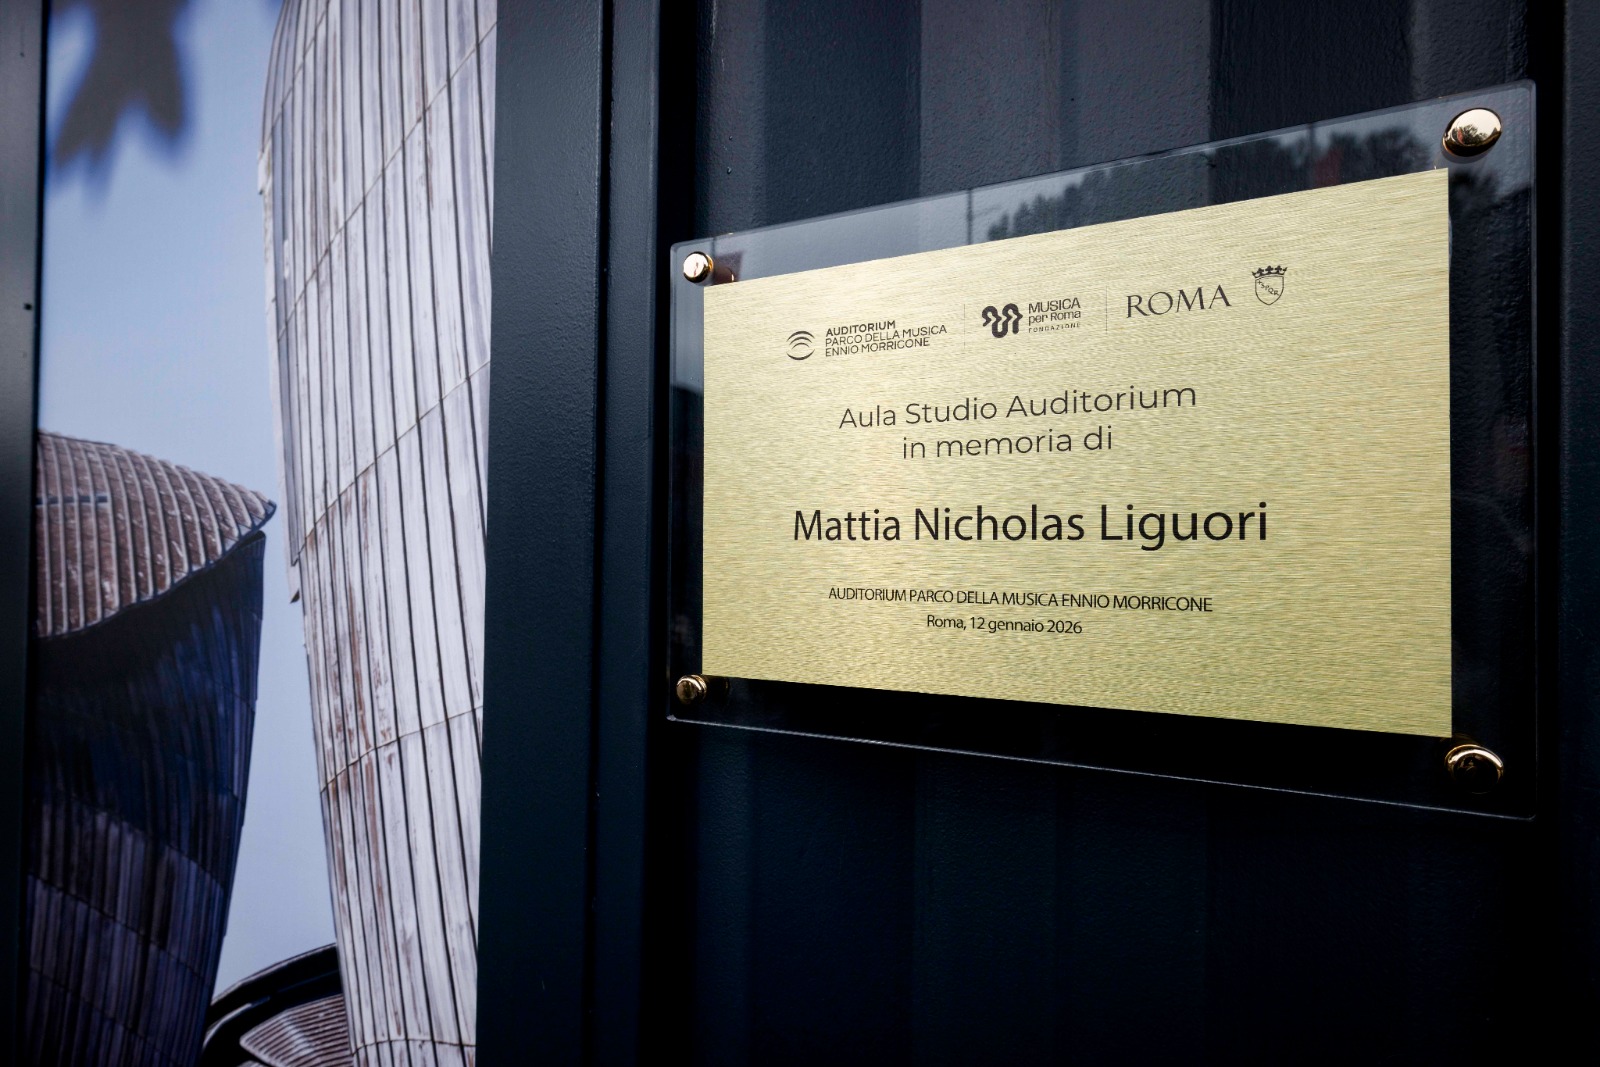 AUDITORIUM
PARCO DELLA MUSICA
ENNIO MORRICONE
MUSICA
per Roma
FONDAZIONE
ROMA
Aula Studio Auditorium
in memoria di
Mattia Nicholas Liguori
AUDITORIUM PARCO DELLA MUSICA ENNIO MORRICONE
Roma, 12 gennaio 2026